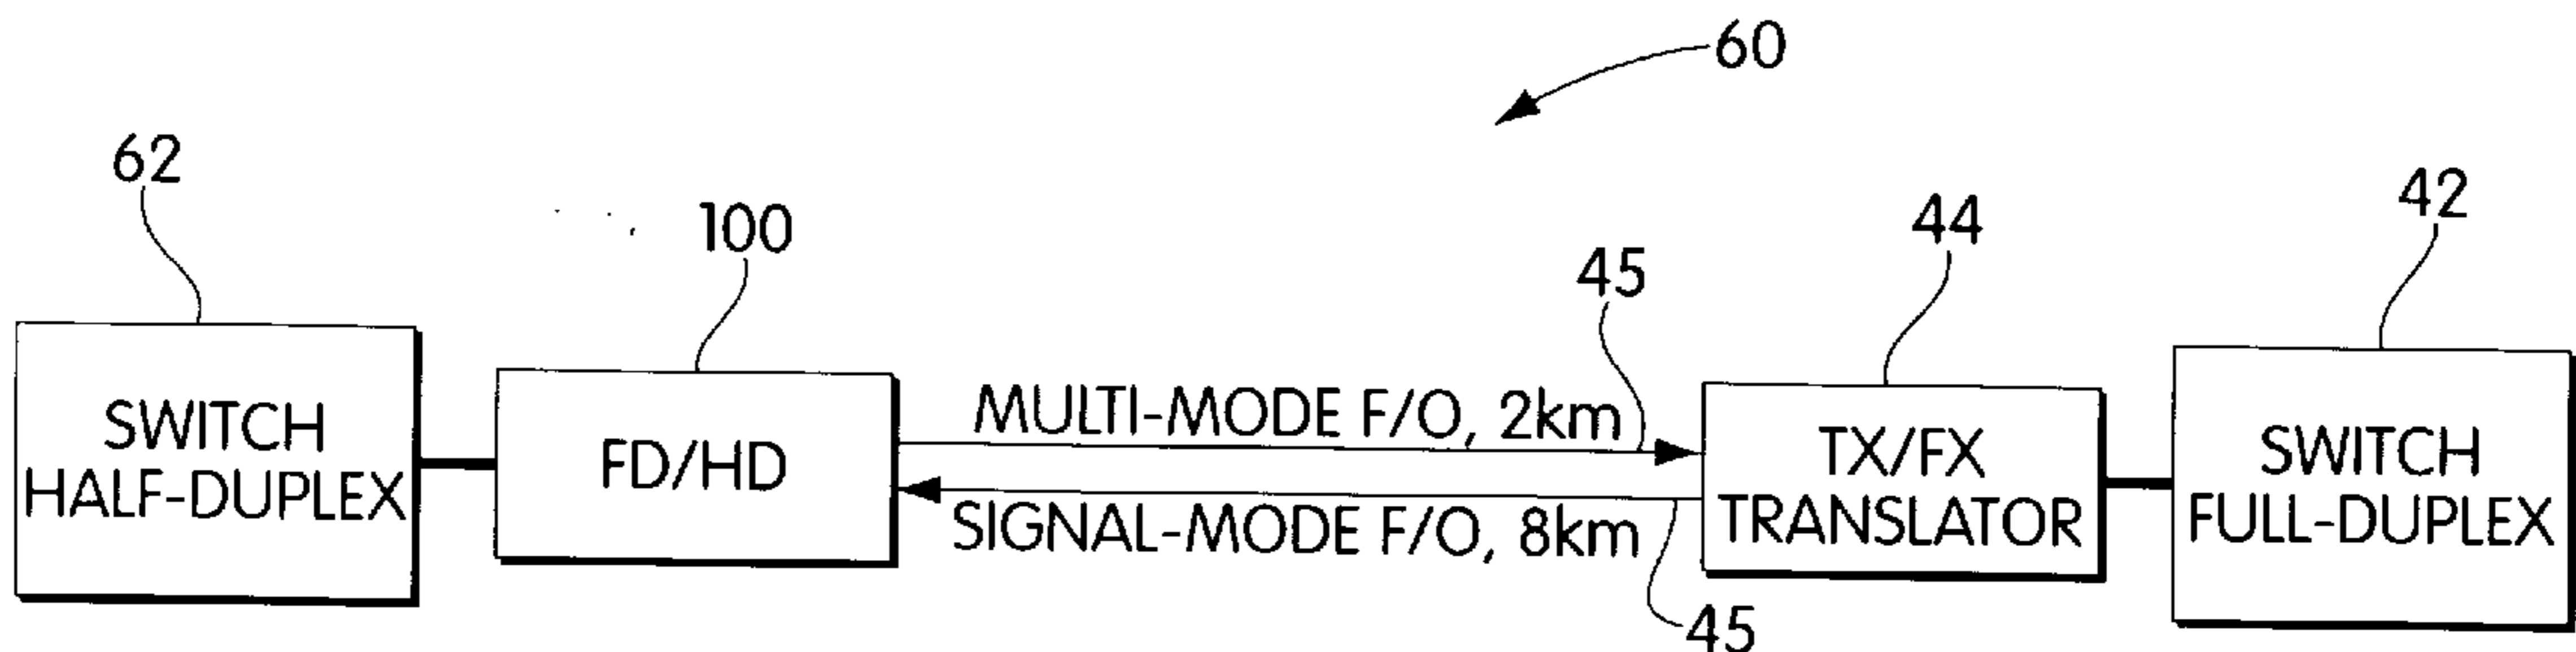 60
62
100
45
44
42
SWITCH
HALF-DUPLEX
FD/HD
MULTI-MODE F/O, 2km
SIGNAL-MODE F/O, 8km
TX/FX
TRANSLATOR
SWITCH
FULL-DUPLEX
45